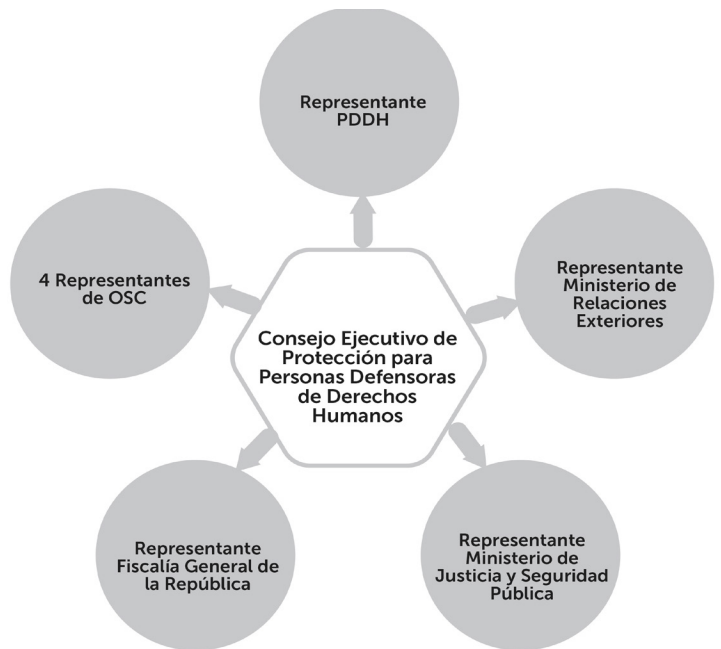 Representante
PDDH
4 Representantes
de OSC
Representante
Ministerio de
Relaciones
Exteriores
Consejo Ejecutivo de
Protección para
Personas Defensoras
de Derechos
Humanos
Representante
Fiscalía General de
la República
Representante
Ministerio de
Justicia y Seguridad
Pública